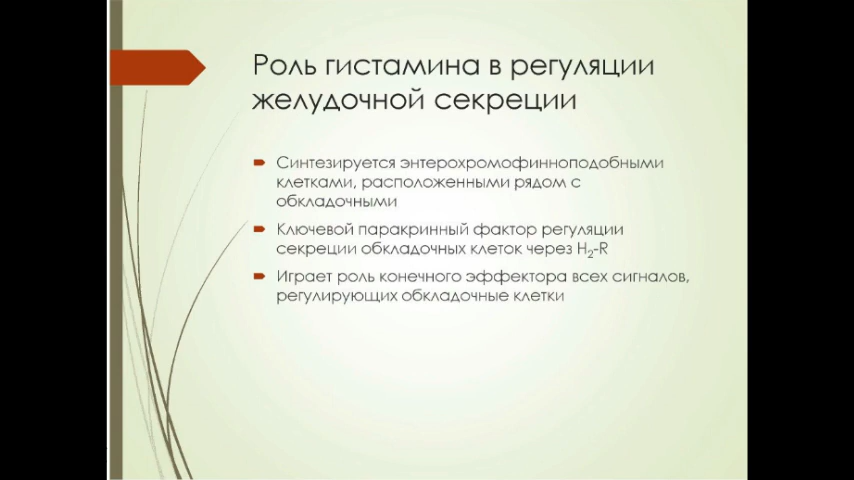 Роль гистамина в регуляции
желудочной секреции
Синтезируется энтерохромофинноподобными
клетками, расположенными рядом с
обкладочными
Ключевой паракринный фактор регуляции
секреции обкладочных клеток через H2-R
Играет роль конечного эффектора всех сигналов,
регулирующих обкладочные клетки